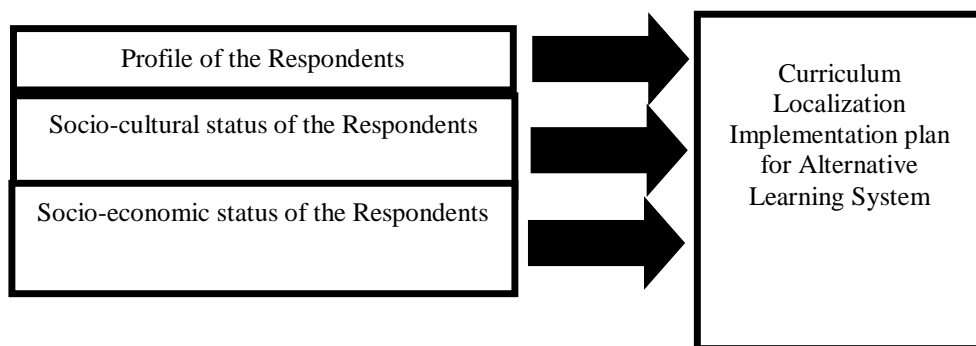 Profile of the Respondents
Socio-cultural status of the Respondents
Socio-economic status of the Respondents
Curriculum
Localization
Implementation plan
for Alternative
Learning System